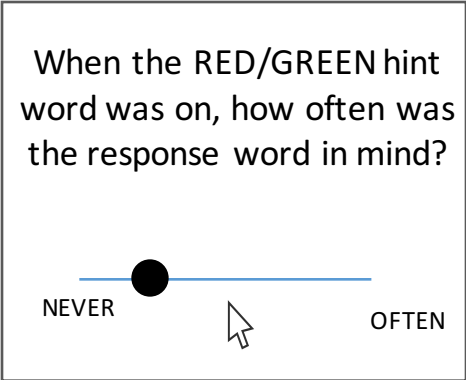 When the RED/GREEN hint
word was on, how often was
the response word in mind?
NEVER
OFTEN